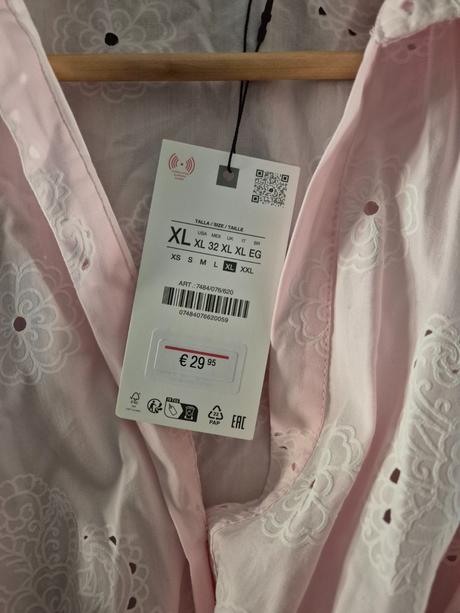 TALLA / SIZE / TAILLE
XL
USA MEX UK IT BR
XL 32 XL XL EG
XS S M L XL XXL
ART.: 7484/076/620
07484076620059
€ 29 95
22
PAP
EAC